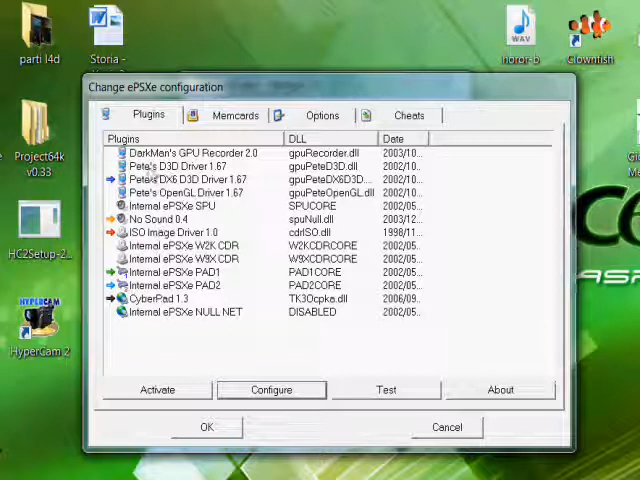 parti l4d
Storia -
horor-b
Clownfish
Project64k
v0.33
HC2Setup-2...
HYPERCAM
HyperCam 2
Change ePSXe configuration
Plugins
Memcards
Options
Cheats
Plugins DLL Date
DarkMan's GPU Recorder 2.0 gpuRecorder.dll 2003/10...
Pete's D3D Driver 1.67 gpuPeteD3D.dll 2002/10...
Pete's DX6 D3D Driver 1.67 gpuPeteDX6D3D.... 2002/10...
Pete's OpenGL Driver 1.67 gpuPeteOpenGL.dll 2002/10...
Internal ePSXe SPU SPUCORE 2002/05...
No Sound 0.4 spuNull.dll 2003/12...
ISO Image Driver 1.0 cdrISO.dll 1998/11...
Internal ePSXe W2K CDR W2KCDRCORE 2002/05...
Internal ePSXe W9X CDR W9XCDRCORE 2002/05...
Internal ePSXe PAD1 PAD1CORE 2002/05...
Internal ePSXe PAD2 PAD2CORE 2002/05...
CyberPad 1.3 TK3Ocpka.dll 2006/09...
Internal ePSXe NULL NET DISABLED 2002/05...
Activate
Configure
Test
About
OK
Cancel